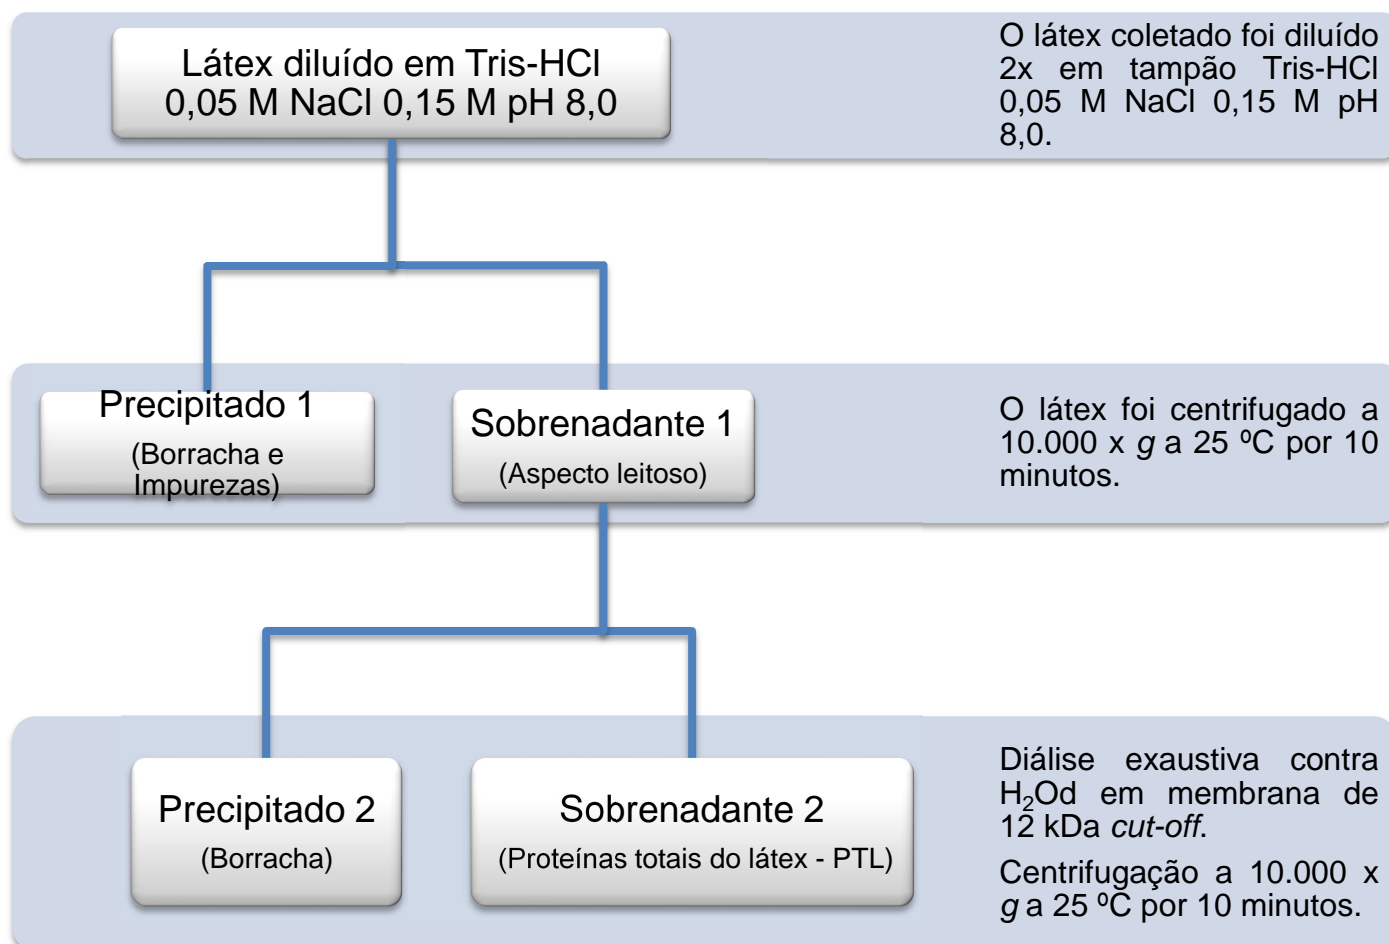 Látex diluído em Tris-HCl
0,05 M NaCl 0,15 M pH 8,0
O látex coletado foi diluído
2x em tampão Tris-HCl
0,05 M NaCl 0,15 M pH
8,0.
Precipitado 1
(Borracha e
Impurezas)
Sobrenadante 1
(Aspecto leitoso)
O látex foi centrifugado a
10.000 x g a 25 ºC por 10
minutos.
Precipitado 2
(Borracha)
Sobrenadante 2
(Proteínas totais do látex - PTL)
Diálise exaustiva contra
H₂Od em membrana de
12 kDa cut-off.
Centrifugação a 10.000 x
g a 25 ºC por 10 minutos.